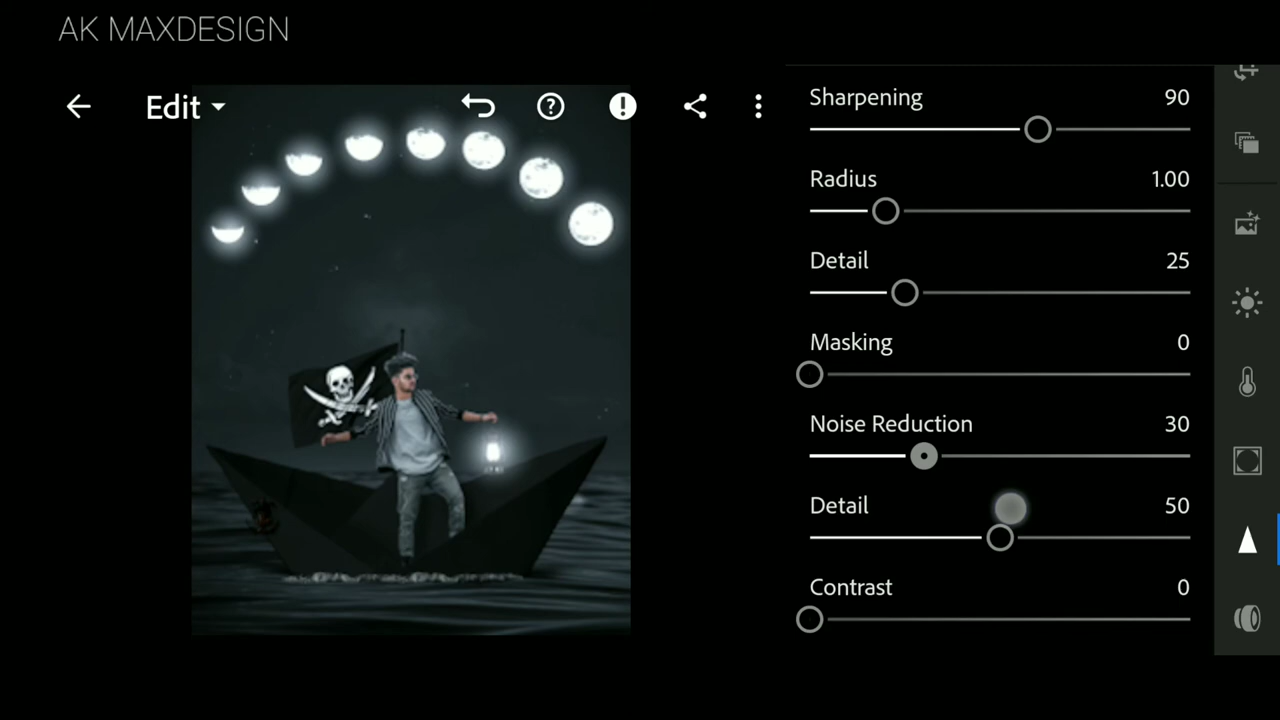 AK MAXDESIGN
Edit
Sharpening 90
Radius 1.00
Detail 25
Masking 0
Noise Reduction 30
Detail 50
Contrast 0